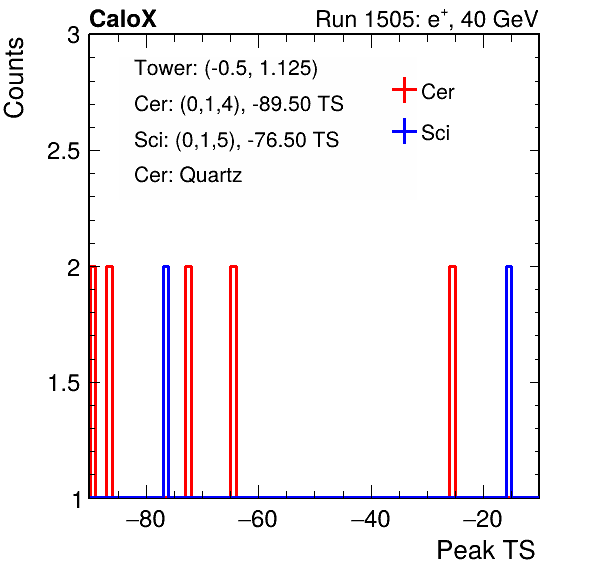 CaloX Run 1505: e+, 40 GeV
Counts
3
2.5
2
1.5
1
Tower: (-0.5, 1.125)
Cer: (0,1,4), -89.50 TS
Sci: (0,1,5), -76.50 TS
Cer: Quartz
Cer
Sci
−80 −60 −40 −20
Peak TS